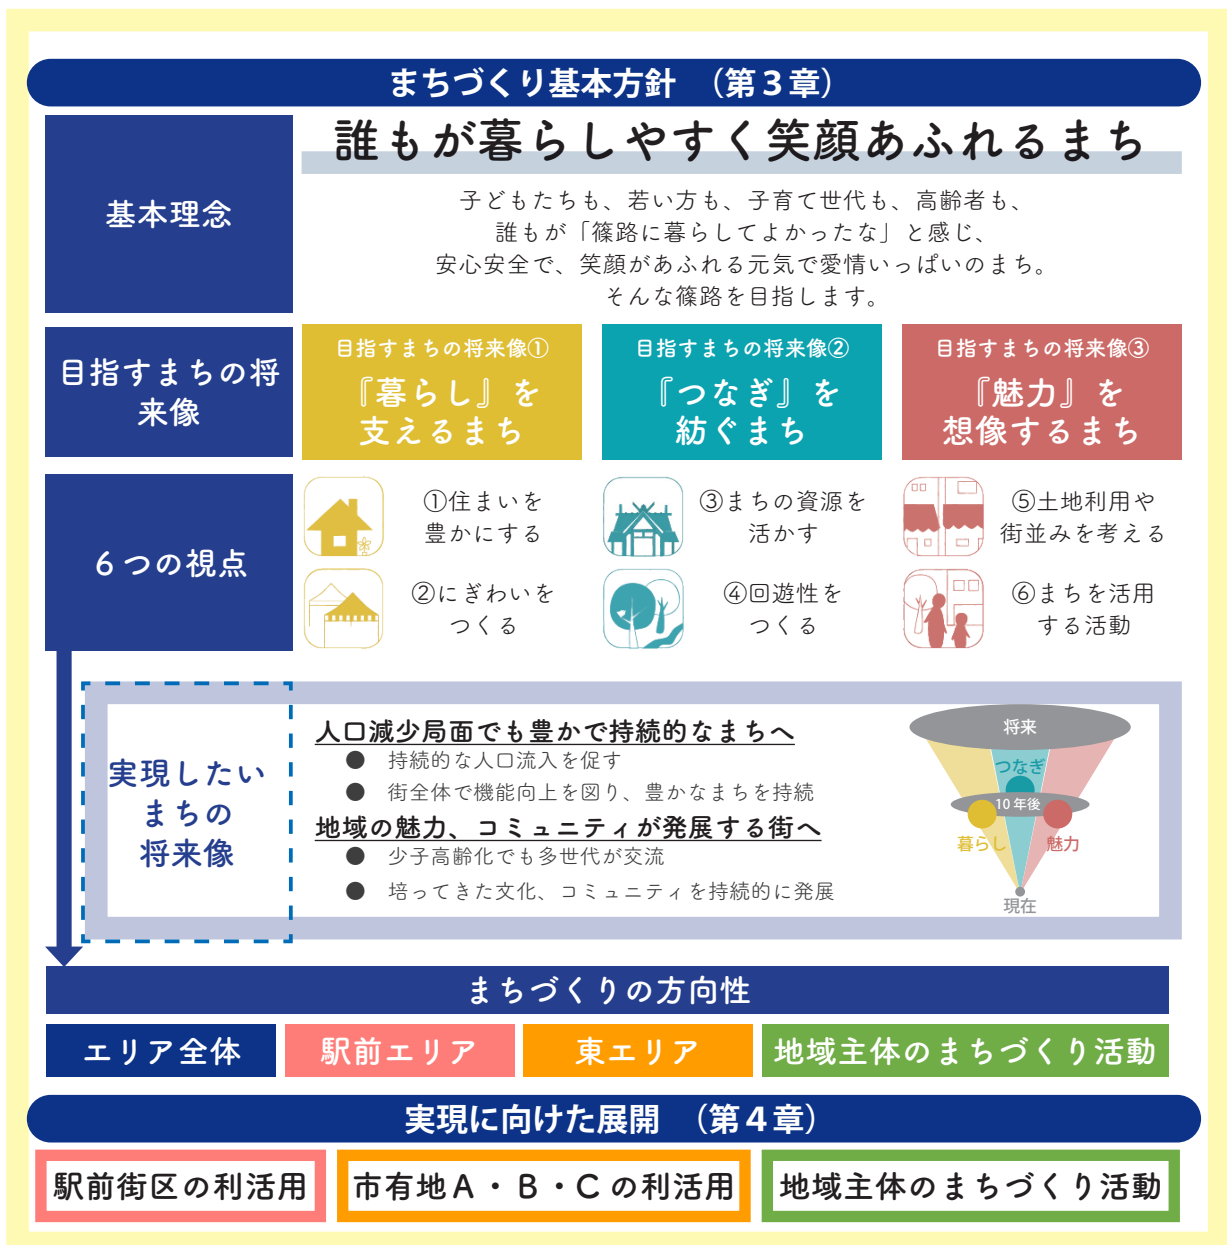 まちづくり基本方針　（第３章）
基本理念
誰もが暮らしやすく笑顔あふれるまち
子どもたちも、若い方も、子育て世代も、高齢者も、
誰もが「篠路に暮らしてよかったな」と感じ、
安心安全で、笑顔があふれる元気で愛情いっぱいのまち。
そんな篠路を目指します。
目指すまちの将
来像
目指すまちの将来像①
『暮らし』を
支えるまち
目指すまちの将来像②
『つなぎ』を
紡ぐまち
目指すまちの将来像③
『魅力』を
想像するまち
６つの視点
①住まいを
豊かにする
②にぎわいを
つくる
③まちの資源を
活かす
④回遊性を
つくる
⑤土地利用や
街並みを考える
⑥まちを活用
する活動
実現したい
まちの
将来像
人口減少局面でも豊かで持続的なまちへ
● 持続的な人口流入を促す
● 街全体で機能向上を図り、豊かなまちを持続
地域の魅力、コミュニティが発展する街へ
● 少子高齢化でも多世代が交流
● 培ってきた文化、コミュニティを持続的に発展
将来
つなぎ
10年後
暮らし
魅力
現在
まちづくりの方向性
エリア全体
駅前エリア
東エリア
地域主体のまちづくり活動
実現に向けた展開　（第４章）
駅前街区の利活用
市有地Ａ・Ｂ・Ｃの利活用
地域主体のまちづくり活動